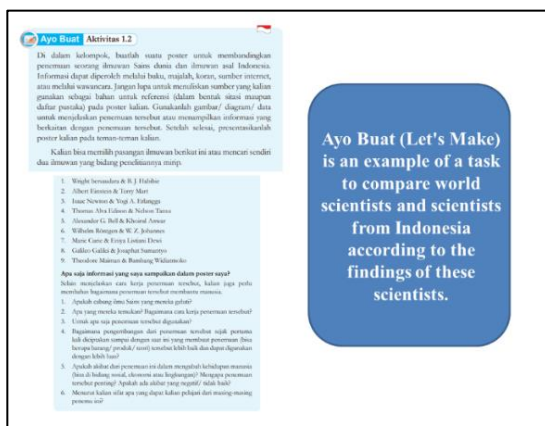 Ayo Buat Aktivitas 1.2
Di dalam kelompok, buatlah suatu poster untuk membandingkan
penemuan seorang ilmuwan Sains dunia dan ilmuwan asal Indonesia.
Informasi dapat diperoleh melalui buku, majalah, koran, sumber internet,
atau melalui wawancara. Jangan lupa untuk menuliskan sumber yang kalian
gunakan sebagai bahan untuk referensi (dalam bentuk sitasi maupun
daftar pustaka) pada poster kalian. Gunakanlah gambar/ diagram/ data
untuk menjelaskan penemuan tersebut atau menampilkan informasi yang
berkaitan dengan penemuan tersebut. Setelah selesai, presentasikanlah
poster kalian pada teman-teman kalian.
Kalian bisa memilih pasangan ilmuwan berikut ini atau mencari sendiri
dua ilmuwan yang bidang penelitiannya mirip.
1. Wright bersaudara & B. J. Habibie
2. Albert Einstein & Terry Mart
3. Isaac Newton & Yogi A. Erlangga
4. Thomas Alva Edison & Nelson Tansu
5. Alexander G. Bell & Khoirul Anwar
6. Wilhelm Röntgen & W. Z. Johannes
7. Marie Curie & Evvy Kartini Dewi
8. Galileo Galilei & Josaphat Sumantyo
9. Theodore Maiman & Bambang Widiatmoko
Apa saja informasi yang saya sampaikan dalam poster saya?
Selain menjelaskan cara kerja penemuan tersebut, kalian juga perlu
membahas bagaimana penemuan tersebut membantu manusia.
1. Apakah cabang ilmu Sains yang mereka geluti?
2. Apa yang mereka temukan? Bagaimana cara kerja penemuan tersebut?
3. Untuk apa saja penemuan tersebut digunakan?
4. Bagaimana pengembangan dari penemuan tersebut sejak pertama
kali diciptakan sampai dengan saat ini yang membuat penemuan (bisa
berupa barang/ produk/ teori) tersebut lebih baik dan dapat digunakan
dengan lebih luas?
5. Apakah akibat dari penemuan ini dalam mengubah kehidupan manusia
(bisa di bidang sosial, ekonomi atau lingkungan)? Mengapa penemuan
tersebut penting? Apakah ada akibat yang negatif/ tidak baik?
6. Menurut kalian sifat apa yang dapat kalian pelajari dari masing-masing
penemu ini?
Ayo Buat (Let's Make)
is an example of a task
to compare world
scientists and scientists
from Indonesia
according to the
findings of these
scientists.